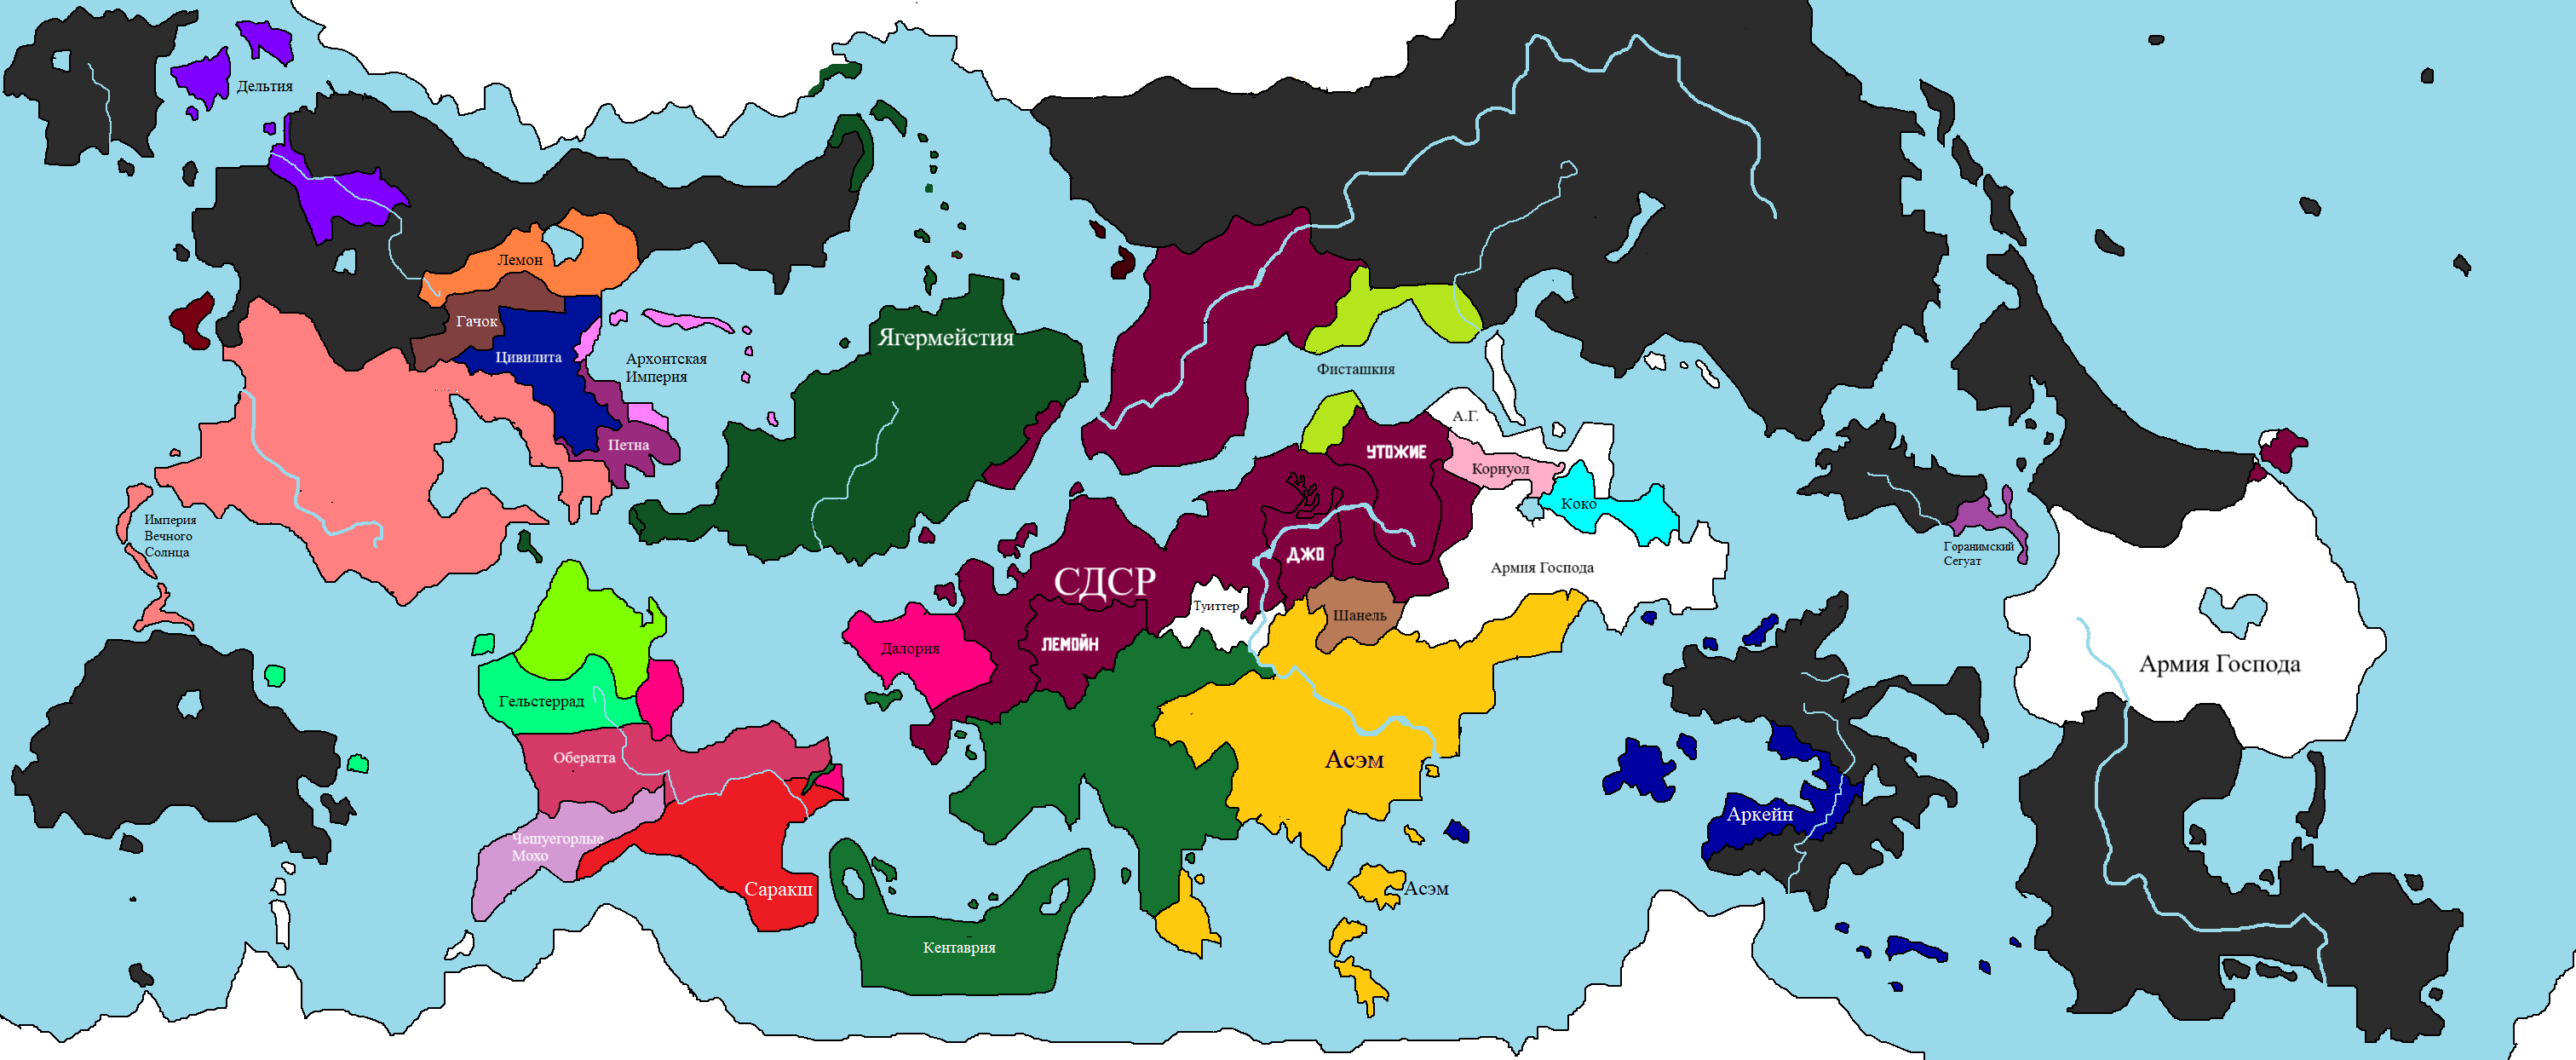 Дельтия
Лемон
Гачок
Цивилита
Архонтская
Империя
Петна
Ягермейстия
Фисташкия
А.Г.
УТОЖИЕ
Корнуол
Коко
Империя
Вечного
Солнца
ДЖО
СДСР
Армия Господа
Горанимский
Сегуат
Туиттер
Шанель
ЛЕМОЙН
Далория
Армия Господа
Гельстеррад
Обератта
Асэм
Аркейн
Чешуегорлые
Мохо
Саракш
Асэм
Кентаврия